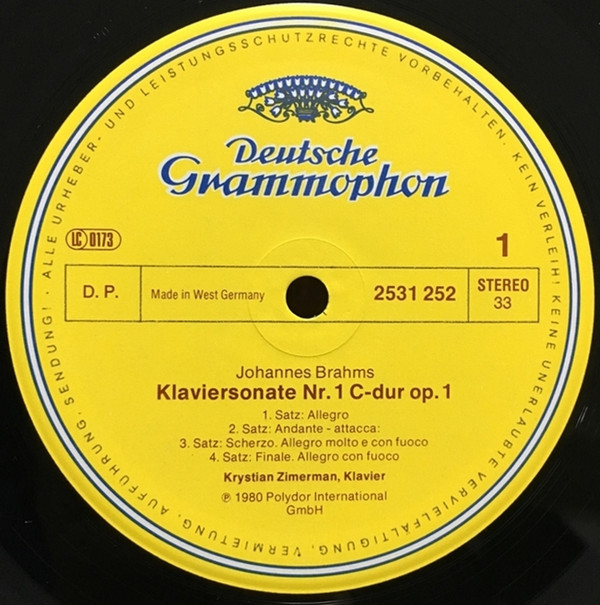 · ALLE URHEBER- UND LEISTUNGSSCHUTZRECHTE VORBEHALTEN. KEIN VERLEIH! KEINE UNERLAUBTE VERVIELFÄLTIGUNG, VERMIETUNG, AUFFÜHRUNG, SENDUNG!
Deutsche
Grammophon
LC 0173
1
D. P.
Made in West Germany
2531 252
STEREO
33
Johannes Brahms
Klaviersonate Nr. 1 C-dur op. 1
1. Satz: Allegro
2. Satz: Andante - attacca:
3. Satz: Scherzo. Allegro molto e con fuoco
4. Satz: Finale. Allegro con fuoco
Krystian Zimerman, Klavier
℗ 1980 Polydor International
GmbH